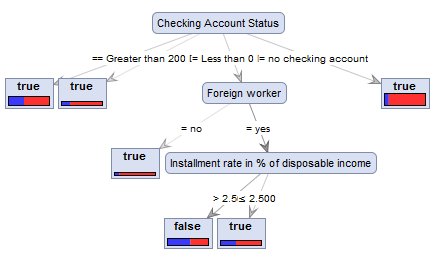 Checking Account Status
== Greater than 200 != Less than 0 != no checking account
true
true
true
Foreign worker
= no
= yes
true
Installment rate in % of disposable income
> 2.5 ≤ 2.500
false
true